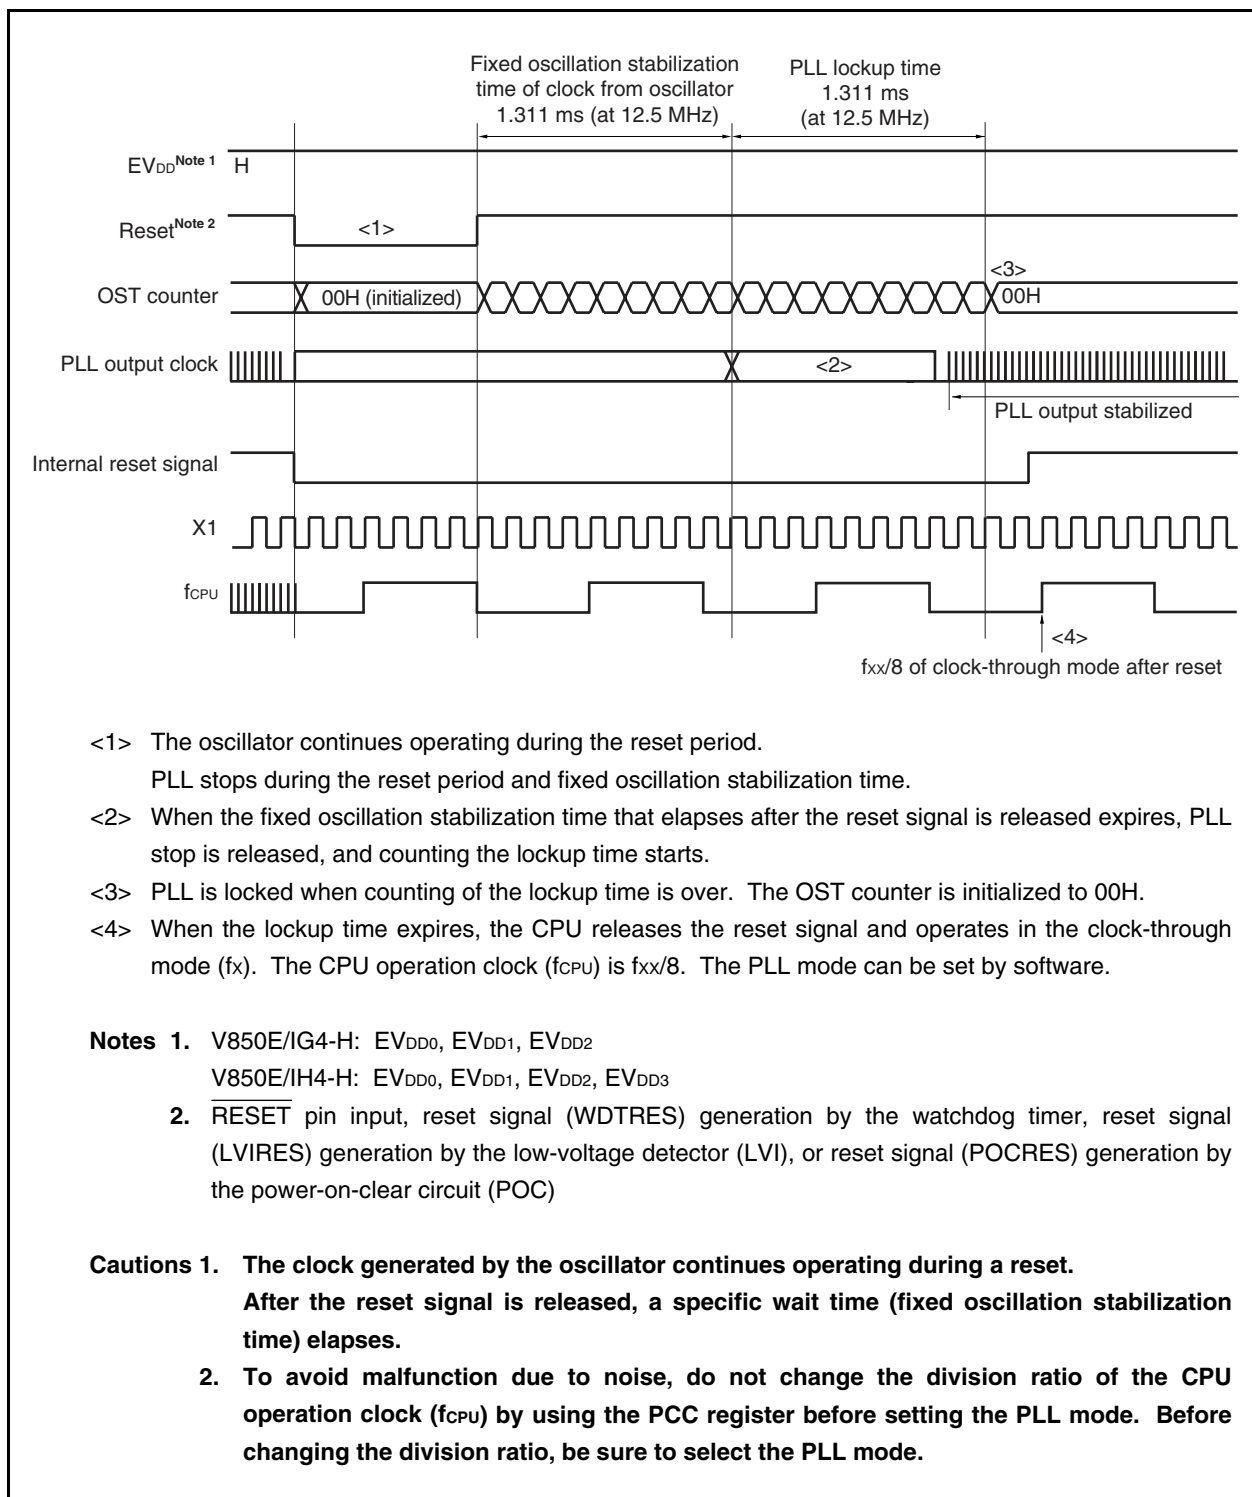 Fixed oscillation stabilization
time of clock from oscillator
1.311 ms (at 12.5 MHz)
PLL lockup time
1.311 ms
(at 12.5 MHz)
EVDD Note 1 H
Reset Note 2 <1>
OST counter 00H (initialized) <3> 00H
PLL output clock <2>
PLL output stabilized
Internal reset signal
X1
fCPU
<4>
fxx/8 of clock-through mode after reset
<1> The oscillator continues operating during the reset period.
PLL stops during the reset period and fixed oscillation stabilization time.
<2> When the fixed oscillation stabilization time that elapses after the reset signal is released expires, PLL
stop is released, and counting the lockup time starts.
<3> PLL is locked when counting of the lockup time is over. The OST counter is initialized to 00H.
<4> When the lockup time expires, the CPU releases the reset signal and operates in the clock-through
mode (fx). The CPU operation clock (fCPU) is fxx/8. The PLL mode can be set by software.
Notes 1. V850E/IG4-H: EVDD0, EVDD1, EVDD2
V850E/IH4-H: EVDD0, EVDD1, EVDD2, EVDD3
2. RESET pin input, reset signal (WDTRES) generation by the watchdog timer, reset signal
(LVIRES) generation by the low-voltage detector (LVI), or reset signal (POCRES) generation by
the power-on-clear circuit (POC)
Cautions 1. The clock generated by the oscillator continues operating during a reset.
After the reset signal is released, a specific wait time (fixed oscillation stabilization
time) elapses.
2. To avoid malfunction due to noise, do not change the division ratio of the CPU
operation clock (fCPU) by using the PCC register before setting the PLL mode. Before
changing the division ratio, be sure to select the PLL mode.